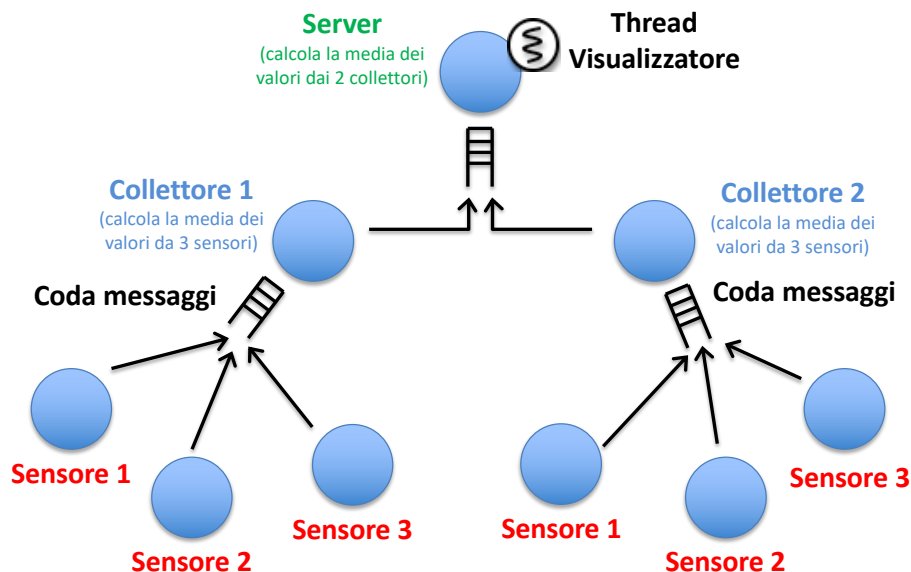 Server
(calcola la media dei
valori dai 2 collettori)
Thread
Visualizzatore
Collettore 1
(calcola la media dei
valori da 3 sensori)
Collettore 2
(calcola la media dei
valori da 3 sensori)
Coda messaggi
Coda messaggi
Sensore 1
Sensore 2
Sensore 3
Sensore 1
Sensore 2
Sensore 3